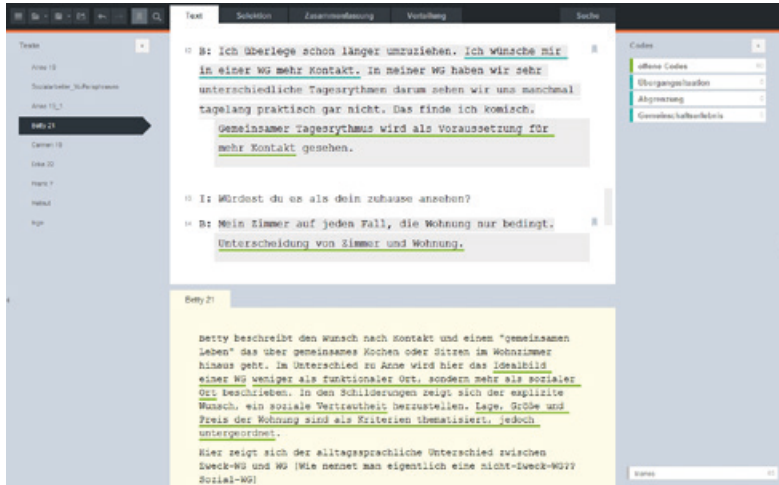 Text Selektion Zusammenfassung Verteilung Suche
Texte
Anna 13
Anna 13_1
Betty 21
Carmen 18
Helmut
Codes
offene Codes
Übergangssituation
Abgrenzung
Gemeinschaftserlebnis
B: Ich überlege schon länger umzuziehen. Ich wünsche mir
in einer WG mehr Kontakt. In meiner WG haben wir sehr
unterschiedliche Tagesrythmen darum sehen wir uns manchmal
tagelang praktisch gar nicht. Das finde ich komisch.
Gemeinsamer Tagesrythmus wird als Voraussetzung für
mehr Kontakt gesehen.
I: Würdest du es als dein zuhause ansehen?
B: Mein Zimmer auf jeden Fall, die Wohnung nur bedingt.
Unterscheidung von Zimmer und Wohnung.
Betty 21
Betty beschreibt den Wunsch nach Kontakt und einem "gemeinsamen
Leben" das über gemeinsames Kochen oder Sitzen im Wohnzimmer
hinaus geht. Im Unterschied zu Anne wird hier das Idealbild
einer WG weniger als funktionaler Ort, sondern mehr als sozialer
Ort beschrieben. In den Schilderungen zeigt sich der explizite
Wunsch, ein soziale Vertrautheit herzustellen. Lage, Größe und
Preis der Wohnung sind als Kriterien thematisiert, jedoch
untergeordnet.
Hier zeigt sich der alltagssprachliche Unterschied zwischen
Zweck-WG und WG [Wie nennet man eigentlich eine nicht-Zweck-WG??
Sozial-WG]